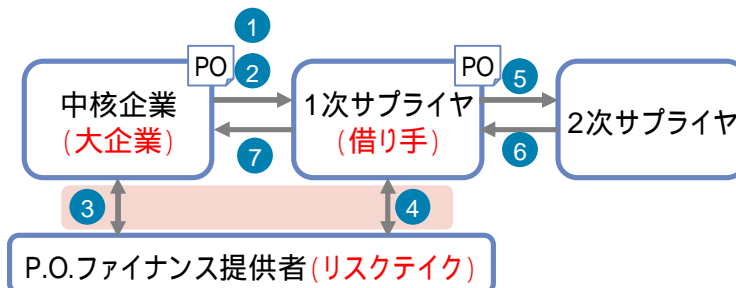 1
PO
2
PO
5
中核企業
(大企業)
1次サプライヤ
(借り手)
2次サプライヤ
7
6
3
4
P.O.ファイナンス提供者(リスクテイク)